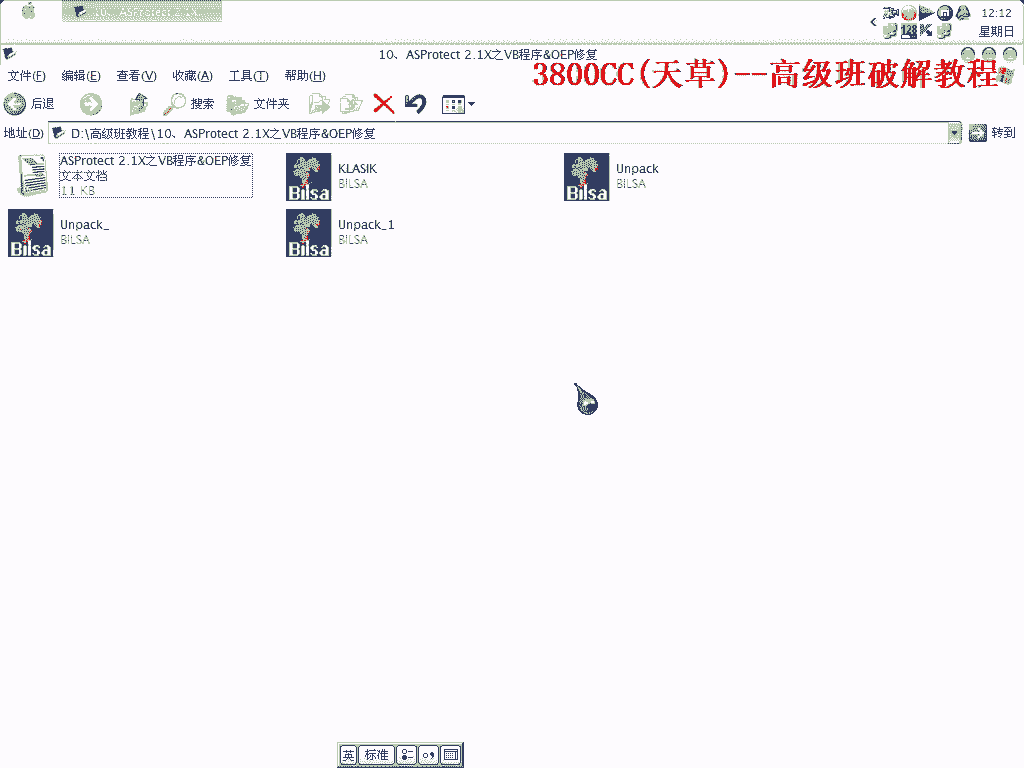 10、ASProtect 2.1X
12:12
星期日
10、ASProtect 2.1X之VB程序&OEP修复
3800CC(天草)--高级班破解教程
文件(F) 编辑(E) 查看(V) 收藏(A) 工具(T) 帮助(H)
后退 搜索 文件夹
地址(D) D:\高级班教程\10、ASProtect 2.1X之VB程序&OEP修复 转到
ASProtect 2.1X之VB程序&OEP修复
文本文档
11 KB
Bilsa
KLASIK
BILSA
Bilsa
Unpack
BILSA
Bilsa
Unpack_
BILSA
Bilsa
Unpack_1
BILSA
英 标准